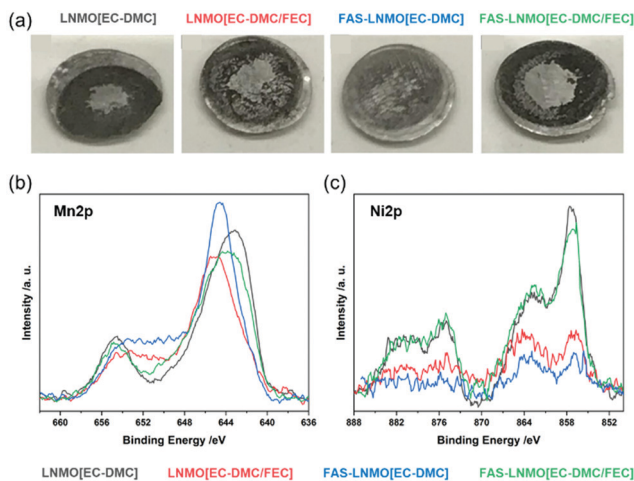 (a) LNMO[EC-DMC] LNMO[EC-DMC/FEC] FAS-LNMO[EC-DMC] FAS-LNMO[EC-DMC/FEC]
(b) (c)
Mn2p Ni2p
Intensity /a. u. Intensity /a. u.
660 656 652 648 644 640 636 888 882 876 870 864 858 852
Binding Energy /eV Binding Energy /eV
LNMO[EC-DMC] LNMO[EC-DMC/FEC] FAS-LNMO[EC-DMC] FAS-LNMO[EC-DMC/FEC]